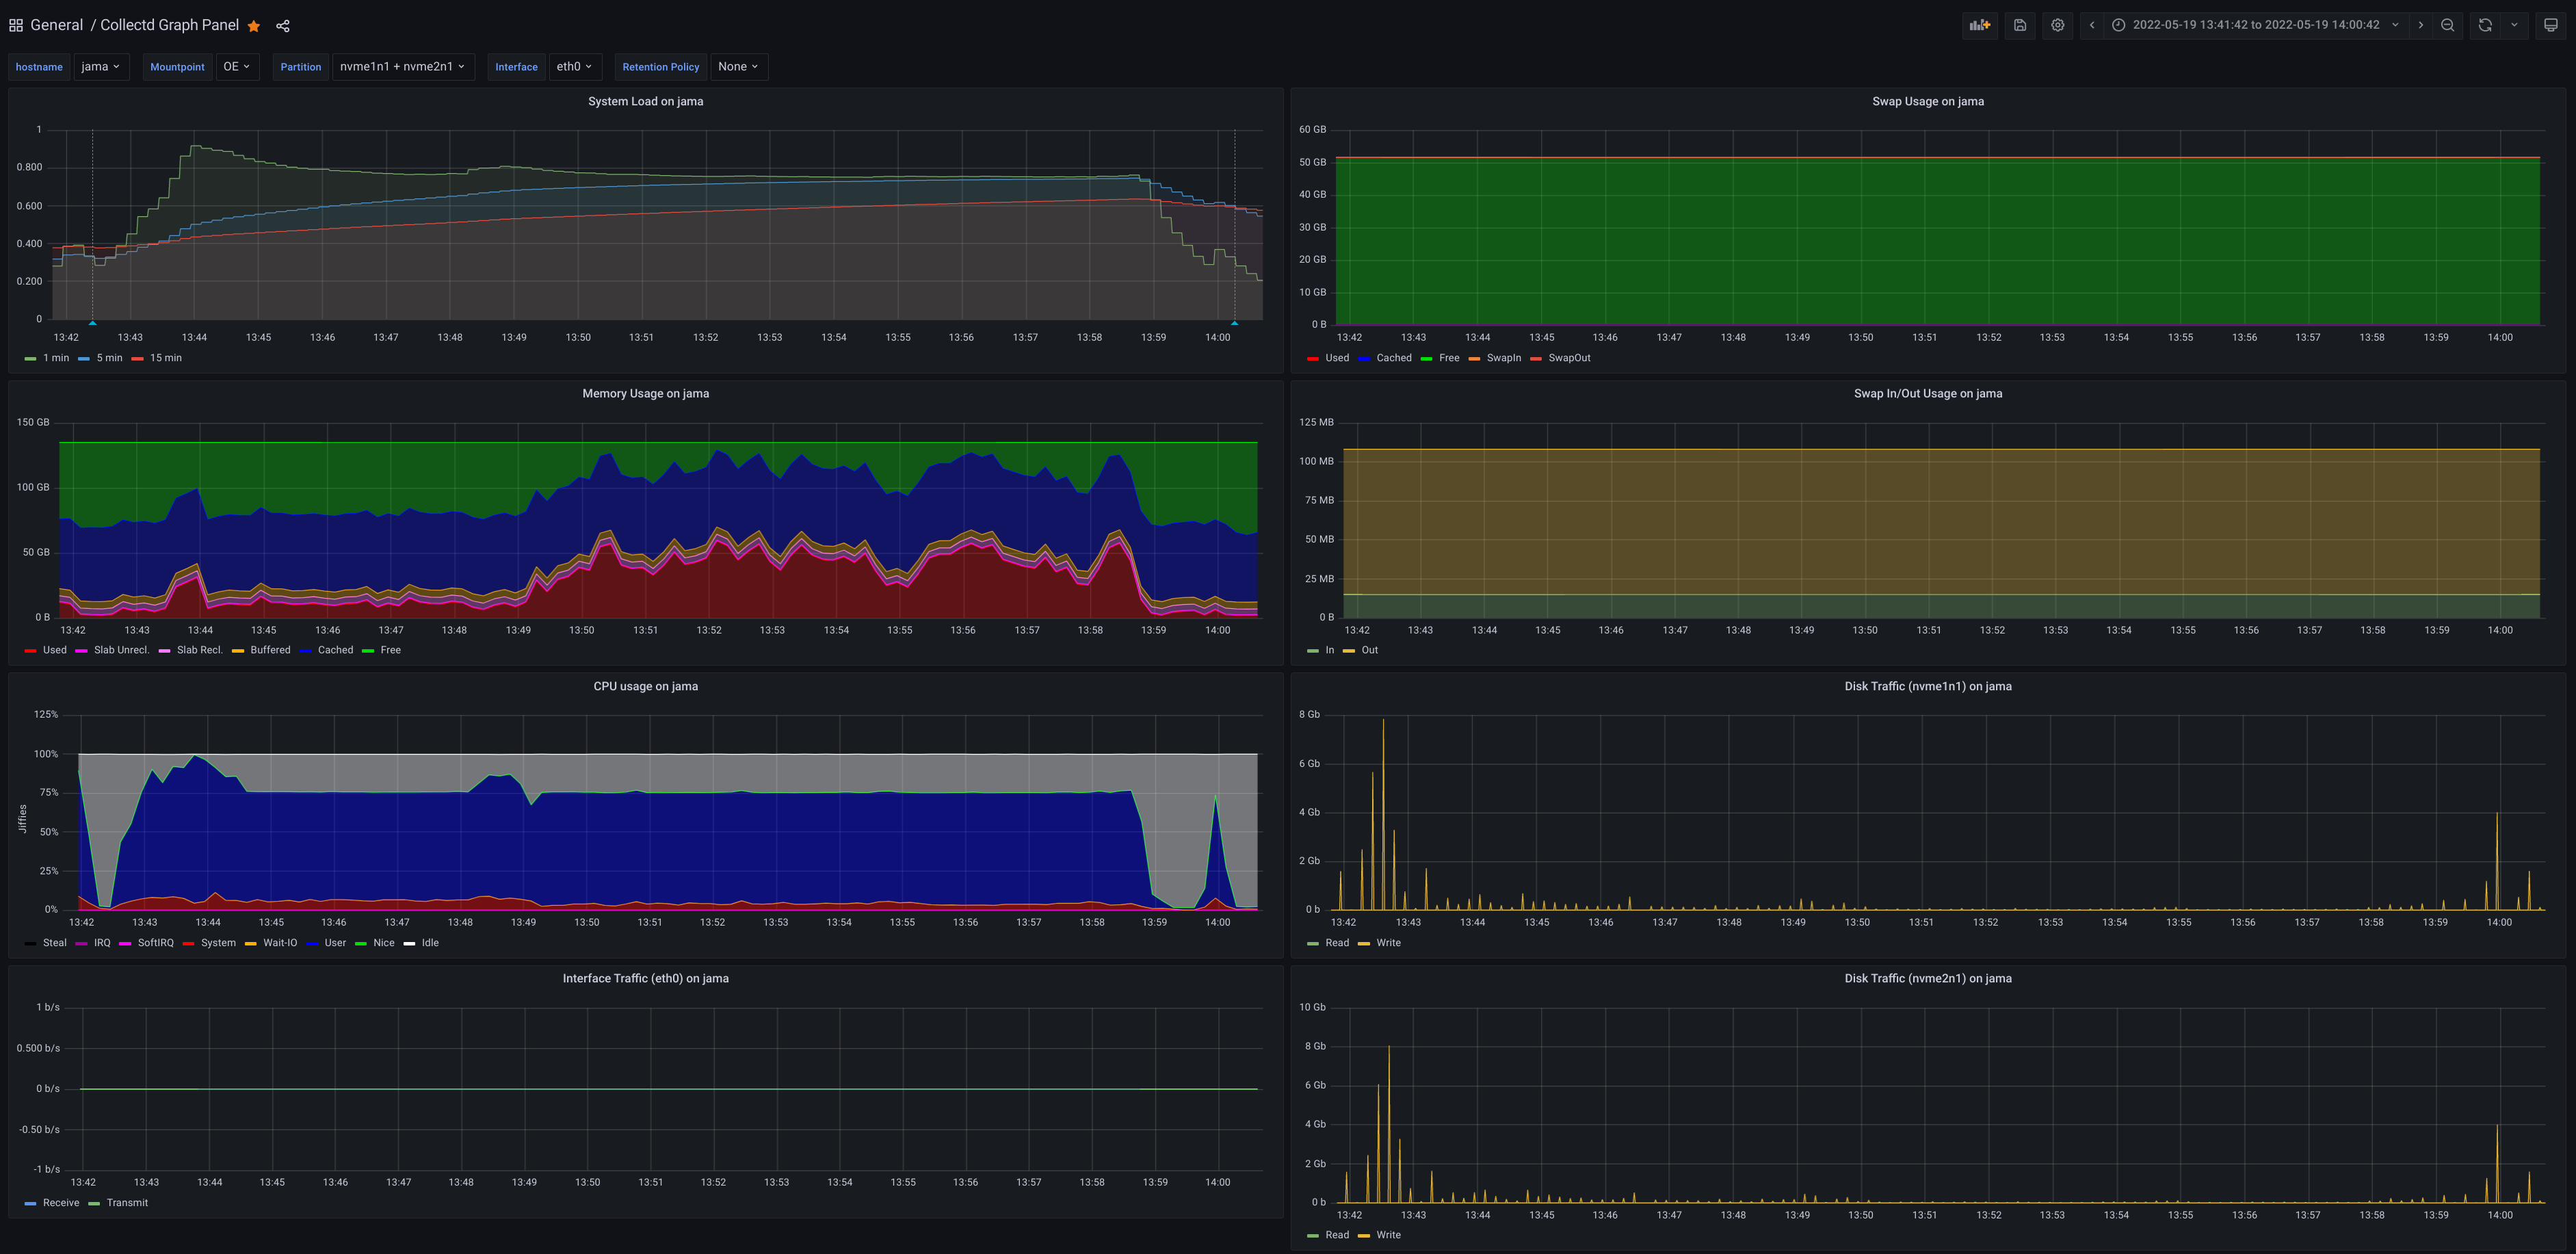 General / Collectd Graph Panel
2022-05-19 13:41:42 to 2022-05-19 14:00:42
hostname jama Mountpoint OE Partition nvme1n1 + nvme2n1 Interface eth0 Retention Policy None
System Load on jama
1
0.800
0.600
0.400
0.200
0
13:42 13:43 13:44 13:45 13:46 13:47 13:48 13:49 13:50 13:51 13:52 13:53 13:54 13:55 13:56 13:57 13:58 13:59 14:00
1 min 5 min 15 min
Swap Usage on jama
60 GB
50 GB
40 GB
30 GB
20 GB
10 GB
0 B
13:42 13:43 13:44 13:45 13:46 13:47 13:48 13:49 13:50 13:51 13:52 13:53 13:54 13:55 13:56 13:57 13:58 13:59 14:00
Used Cached Free SwapIn SwapOut
Memory Usage on jama
150 GB
100 GB
50 GB
0 B
13:42 13:43 13:44 13:45 13:46 13:47 13:48 13:49 13:50 13:51 13:52 13:53 13:54 13:55 13:56 13:57 13:58 13:59 14:00
Used Slab Unrecl. Slab Recl. Buffered Cached Free
Swap In/Out Usage on jama
125 MB
100 MB
75 MB
50 MB
25 MB
0 B
13:42 13:43 13:44 13:45 13:46 13:47 13:48 13:49 13:50 13:51 13:52 13:53 13:54 13:55 13:56 13:57 13:58 13:59 14:00
In Out
CPU usage on jama
Jiffies
125%
100%
75%
50%
25%
0%
13:42 13:43 13:44 13:45 13:46 13:47 13:48 13:49 13:50 13:51 13:52 13:53 13:54 13:55 13:56 13:57 13:58 13:59 14:00
Steal IRQ SoftIRQ System Wait-IO User Nice Idle
Disk Traffic (nvme1n1) on jama
8 Gb
6 Gb
4 Gb
2 Gb
0 b
13:42 13:43 13:44 13:45 13:46 13:47 13:48 13:49 13:50 13:51 13:52 13:53 13:54 13:55 13:56 13:57 13:58 13:59 14:00
Read Write
Interface Traffic (eth0) on jama
1 b/s
0.500 b/s
0 b/s
-0.50 b/s
-1 b/s
13:42 13:43 13:44 13:45 13:46 13:47 13:48 13:49 13:50 13:51 13:52 13:53 13:54 13:55 13:56 13:57 13:58 13:59 14:00
Receive Transmit
Disk Traffic (nvme2n1) on jama
10 Gb
8 Gb
6 Gb
4 Gb
2 Gb
0 b
13:42 13:43 13:44 13:45 13:46 13:47 13:48 13:49 13:50 13:51 13:52 13:53 13:54 13:55 13:56 13:57 13:58 13:59 14:00
Read Write